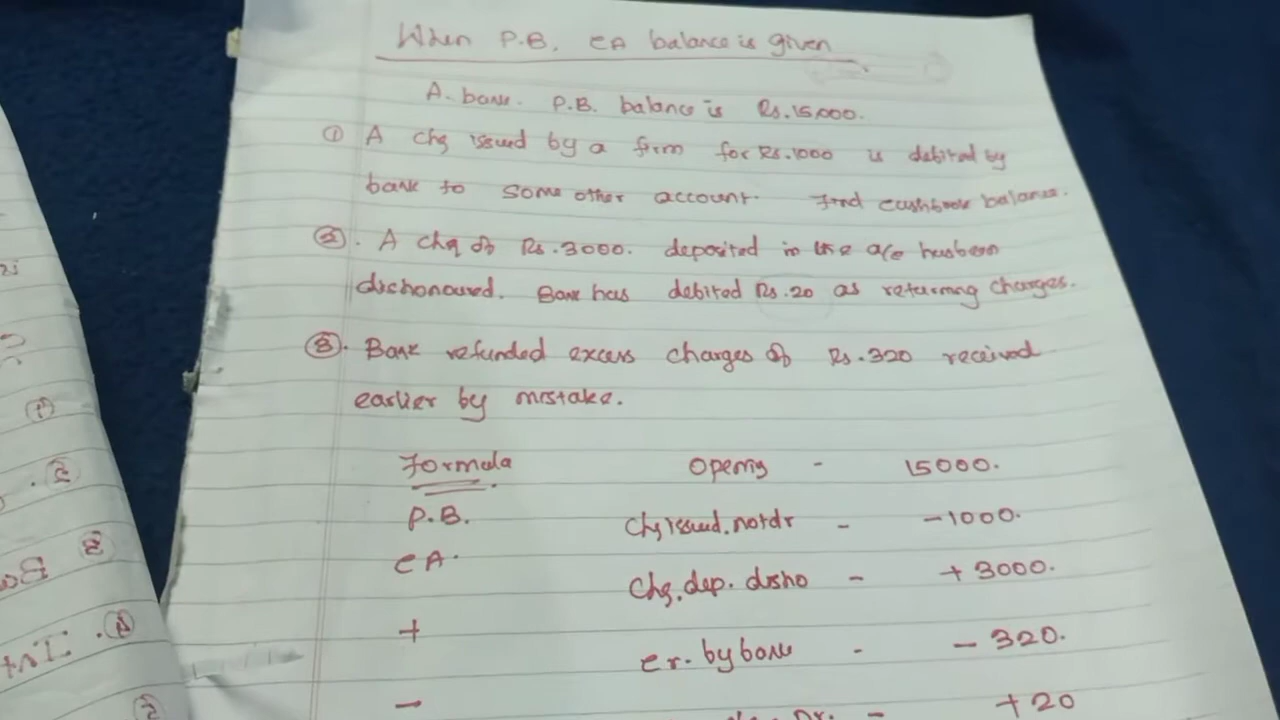 When P.B. CA balance is given
A. bank. P.B. balance is Rs.15,000.
① A chq issued by a firm for Rs.1000 is debited by
bank to some other account. Find cashbook balance.
②. A chq of Rs.3000. deposited in the a/c has been
dishonoured. Bank has debited Rs.20 as returning charges.
③. Bank refunded excess charges of Rs.320 received
earlier by mistake.
Formula Opening - 15000.
P.B. Chq issued. not dr - -1000.
CA.
Chq. dep. disho - +3000.
+
cr. by bank - -320.
- dr. - +20